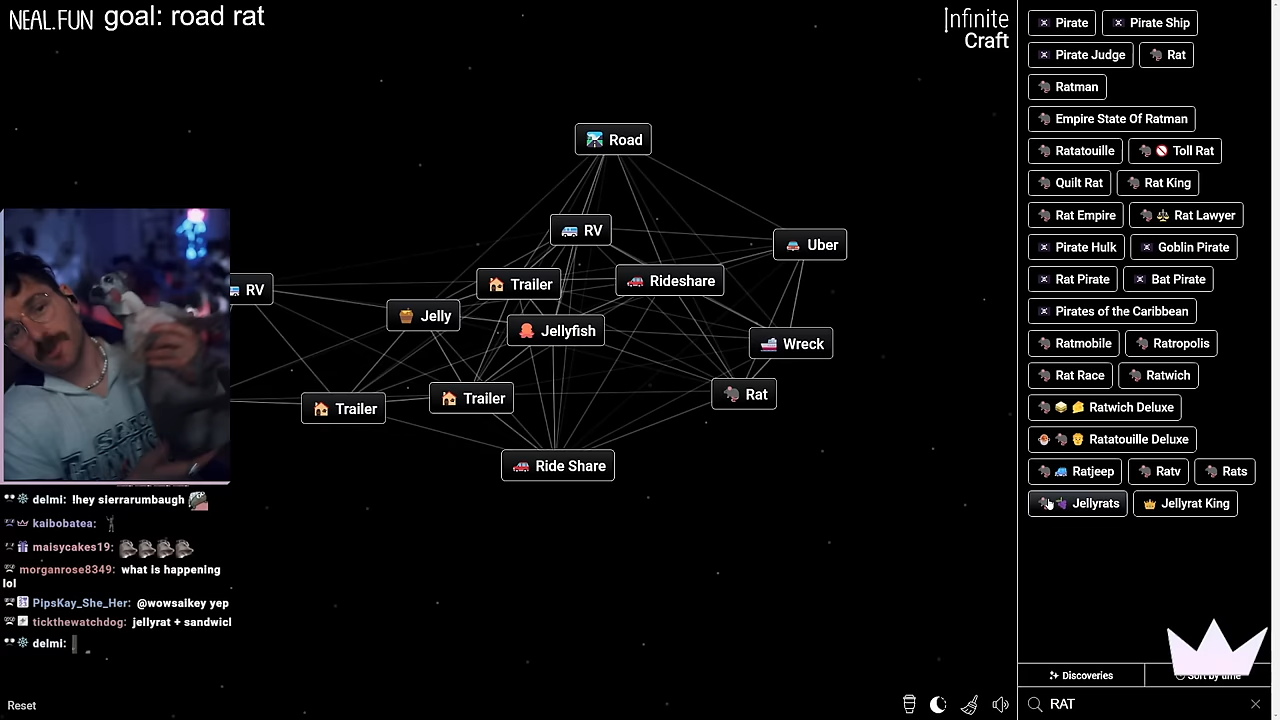 NEAL.FUN goal: road rat
Infinite
Craft
Road
RV
Uber
Trailer
Rideshare
RV
Jelly
Jellyfish
Wreck
Trailer
Trailer
Rat
Ride Share
Pirate
Pirate Ship
Pirate Judge
Rat
Ratman
Empire State Of Ratman
Ratatouille
Toll Rat
Quilt Rat
Rat King
Rat Empire
Rat Lawyer
Pirate Hulk
Goblin Pirate
Rat Pirate
Bat Pirate
Pirates of the Caribbean
Ratmobile
Ratropolis
Rat Race
Ratwich
Ratwich Deluxe
Ratatouille Deluxe
Ratjeep
Ratv
Rats
Jellyrats
Jellyrat King
Discoveries
Sort by time
RAT
delmi: !hey sierrarumbaugh
kalbobatea:
maisycakes19:
morganrose8349: what is happening
lol
PipsKay_She_Her: @wowsalkey yep
tickthewatchdog: jellyrat + sandwich
delmi:
Reset